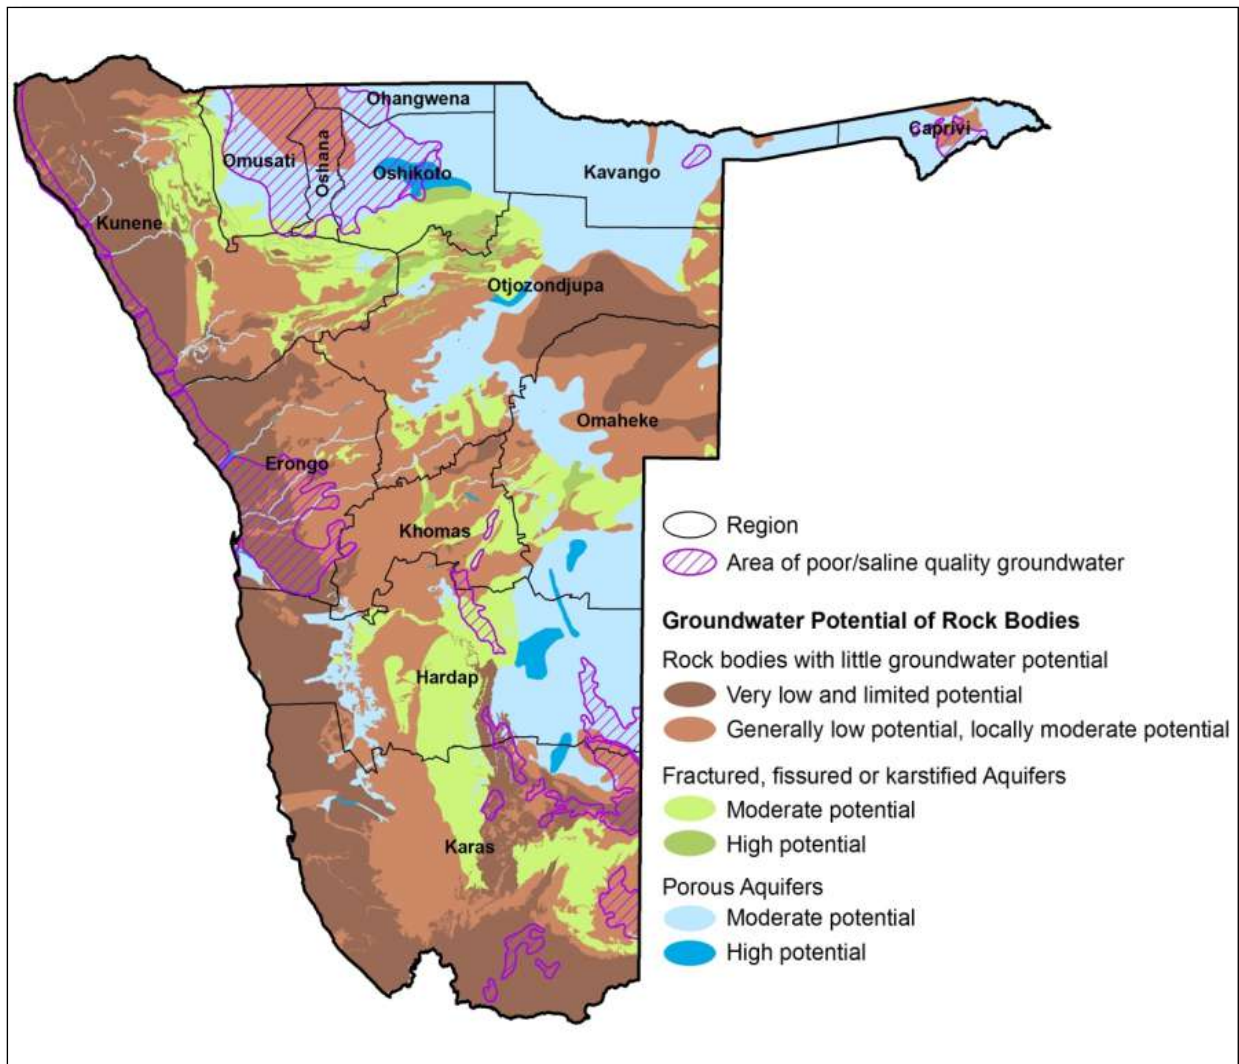 Ohangwena
Caprivi
Omusati
Oshana
Oshikoto
Kavango
Kunene
Otjozondjupa
Omaheke
Erongo
Khomas
Hardap
Karas
Region
Area of poor/saline quality groundwater
Groundwater Potential of Rock Bodies
Rock bodies with little groundwater potential
Very low and limited potential
Generally low potential, locally moderate potential
Fractured, fissured or karstified Aquifers
Moderate potential
High potential
Porous Aquifers
Moderate potential
High potential